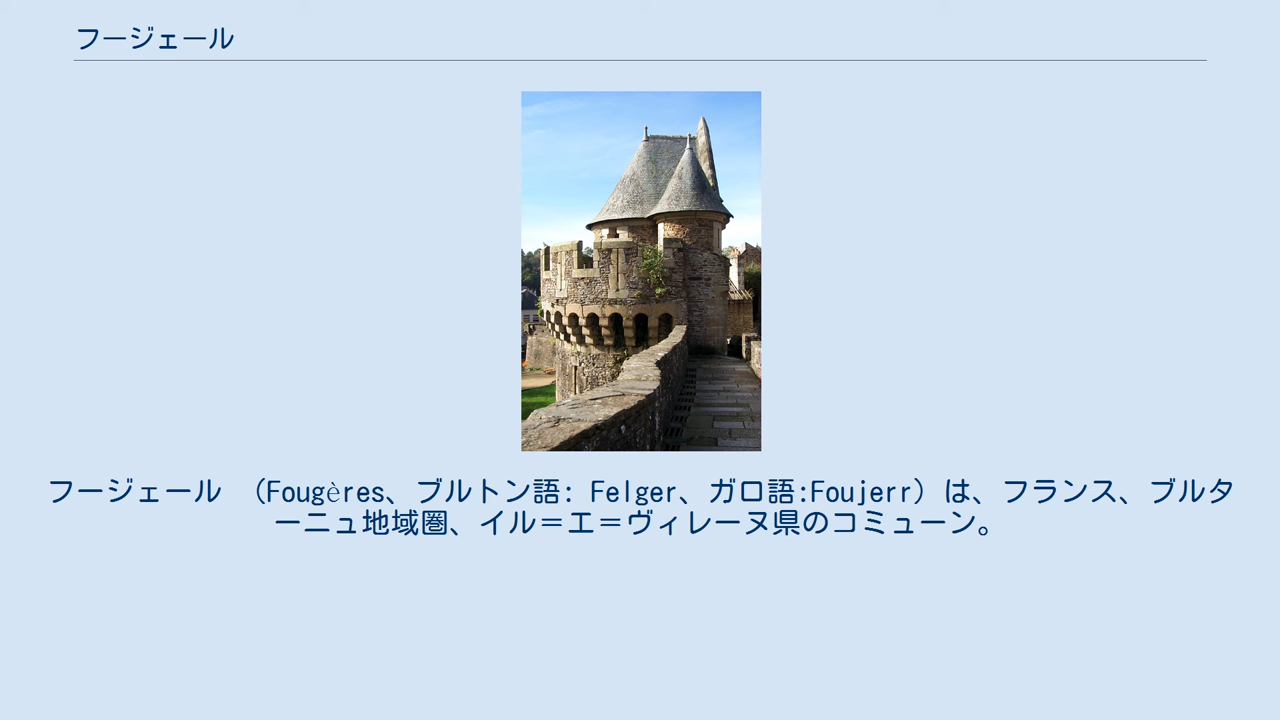 フージェール
フージェール （Fougères、ブルトン語: Felger、ガロ語:Foujerr）は、フランス、ブルタ
ーニュ地域圏、イル＝エ＝ヴィレーヌ県のコミューン。